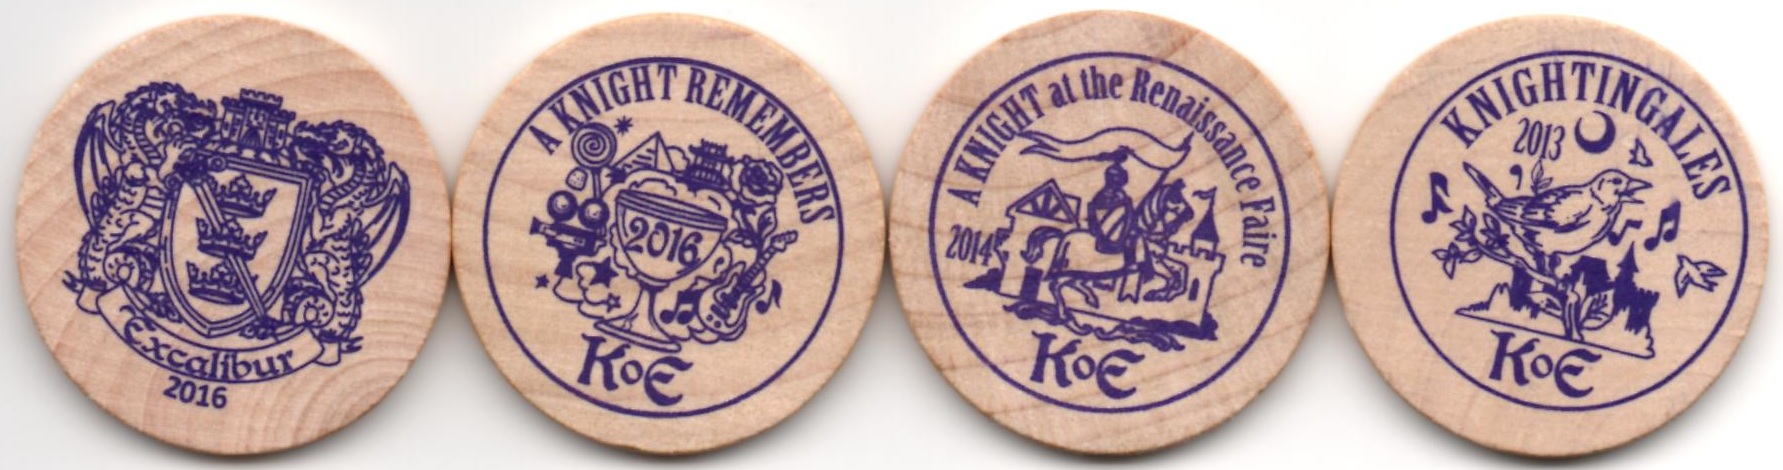 Excalibur
2016
A KNIGHT REMEMBERS
2016
KoE
A KNIGHT at the Renaissance Faire
2014
KoE
KNIGHTINGALES
2013
KoE